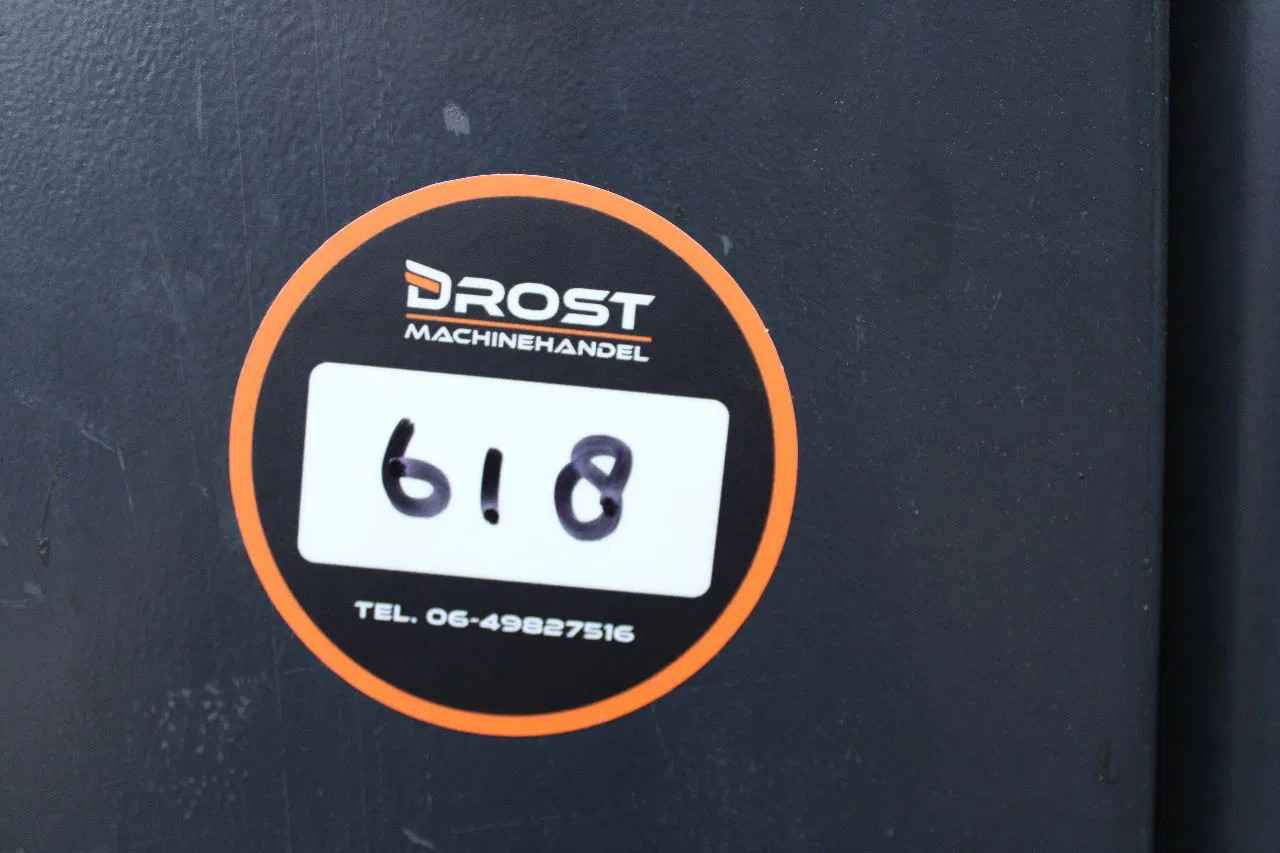 DROST
MACHINEHANDEL
618
TEL. 06-49827516